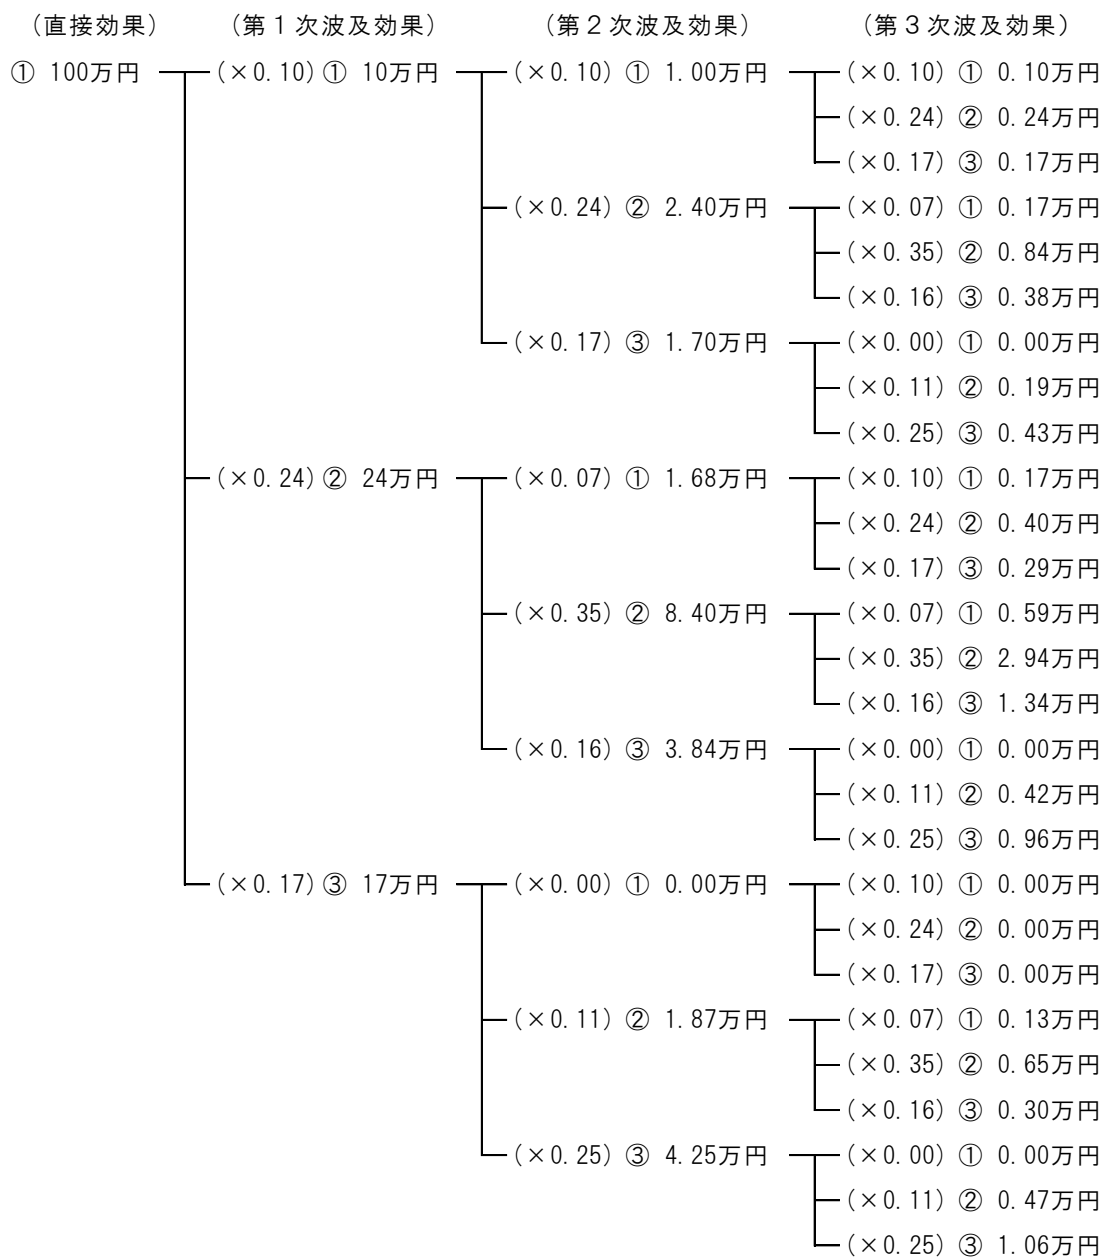 （直接効果） （第１次波及効果） （第２次波及効果） （第３次波及効果）
① 100万円 (×0.10) ① 10万円 (×0.10) ① 1.00万円 (×0.10) ① 0.10万円
(×0.24) ② 0.24万円
(×0.17) ③ 0.17万円
(×0.24) ② 2.40万円 (×0.07) ① 0.17万円
(×0.35) ② 0.84万円
(×0.16) ③ 0.38万円
(×0.17) ③ 1.70万円 (×0.00) ① 0.00万円
(×0.11) ② 0.19万円
(×0.25) ③ 0.43万円
(×0.24) ② 24万円 (×0.07) ① 1.68万円 (×0.10) ① 0.17万円
(×0.24) ② 0.40万円
(×0.17) ③ 0.29万円
(×0.35) ② 8.40万円 (×0.07) ① 0.59万円
(×0.35) ② 2.94万円
(×0.16) ③ 1.34万円
(×0.16) ③ 3.84万円 (×0.00) ① 0.00万円
(×0.11) ② 0.42万円
(×0.25) ③ 0.96万円
(×0.17) ③ 17万円 (×0.00) ① 0.00万円 (×0.10) ① 0.00万円
(×0.24) ② 0.00万円
(×0.17) ③ 0.00万円
(×0.11) ② 1.87万円 (×0.07) ① 0.13万円
(×0.35) ② 0.65万円
(×0.16) ③ 0.30万円
(×0.25) ③ 4.25万円 (×0.00) ① 0.00万円
(×0.11) ② 0.47万円
(×0.25) ③ 1.06万円